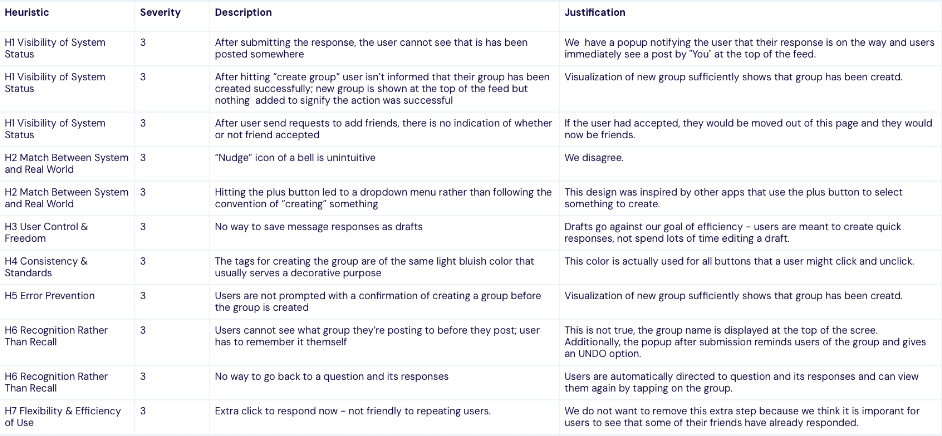 Heuristic Severity Description Justification
H1 Visibility of System Status 3 After submitting the response, the user cannot see that is has been We  have a popup notifying the user that their response is on the way and users
posted somewhere immediately see a post by "You" at the top of the feed.
H1 Visibility of System Status 3 After hitting “create group” user isn’t informed that their group has been Visualization of new group sufficiently shows that group has been creatd.
created successfully; new group is shown at the top of the feed but
nothing  added to signify the action was successful
H1 Visibility of System Status 3 After user send requests to add friends, there is no indication of whether If the user had accepted, they would be moved out of this page and they would
or not friend accepted now be friends.
H2 Match Between System and Real World 3 “Nudge” icon of a bell is unintuitive We disagree.
H2 Match Between System and Real World 3 Hitting the plus button led to a dropdown menu rather than following the This design was inspired by other apps that use the plus button to select
convention of “creating” something something to create.
H3 User Control & Freedom 3 No way to save message responses as drafts Drafts go against our goal of efficiency - users are meant to create quick
responses, not spend lots of time editing a draft.
H4 Consistency & Standards 3 The tags for creating the group are of the same light bluish color that This color is actually used for all buttons that a user might click and unclick.
usually serves a decorative purpose
H5 Error Prevention 3 Users are not prompted with a confirmation of creating a group before Visualization of new group sufficiently shows that group has been creatd.
the group is created
H6 Recognition Rather Than Recall 3 Users cannot see what group they’re posting to before they post; user This is not true, the group name is displayed at the top of the scree.
has to remember it themself Additionally, the popup after submission reminds users of the group and gives
an UNDO option.
H6 Recognition Rather Than Recall 3 No way to go back to a question and its responses Users are automatically directed to question and its responses and can view
them again by tapping on the group.
H7 Flexibility & Efficiency of Use 3 Extra click to respond now - not friendly to repeating users. We do not want to remove this extra step because we think it is imporant for
users to see that some of their friends have already responded.